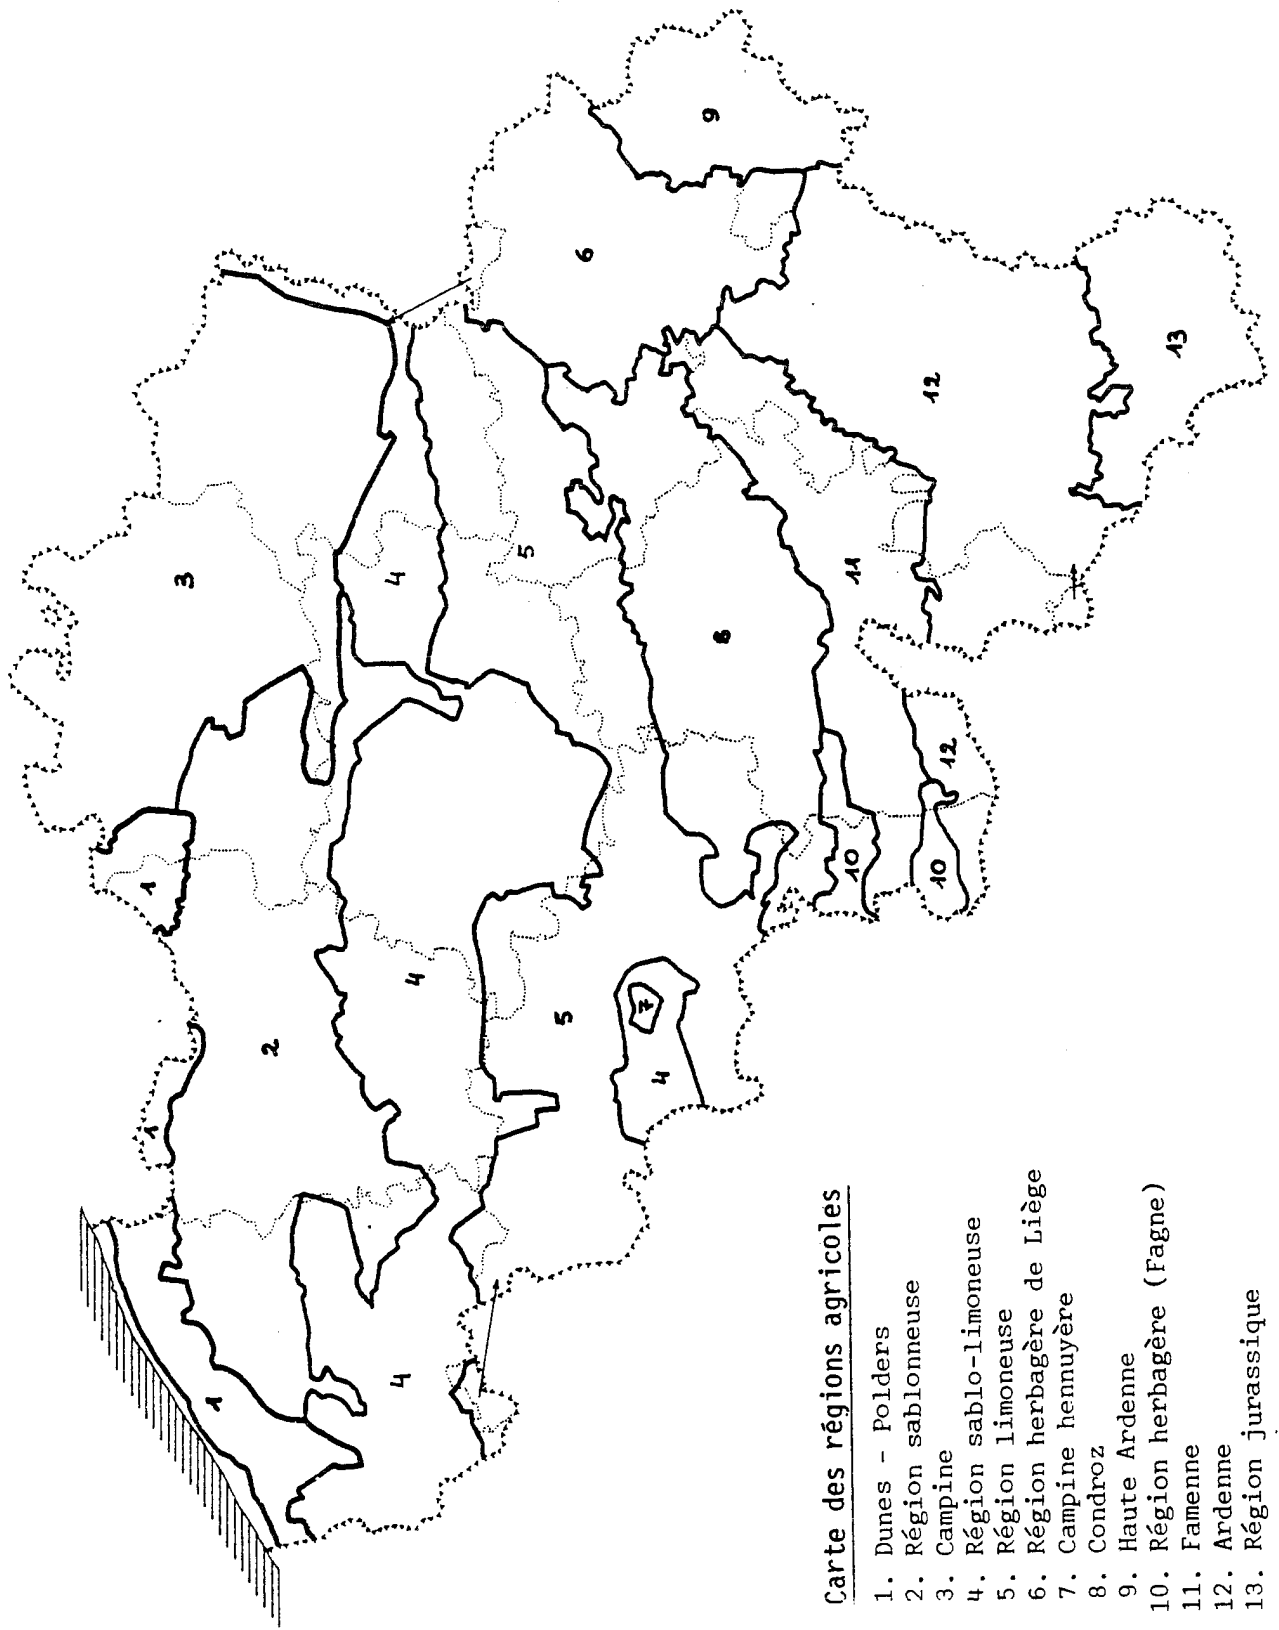 9
6
13
12
3
5
4
11
8
12
1
10
10
4
7
2
5
4
1
1
4
Carte des régions agricoles
1. Dunes - Polders
2. Région sablonneuse
3. Campine
4. Région sablo-limoneuse
5. Région limoneuse
6. Région herbagère de Liège
7. Campine hennuyère
8. Condroz
9. Haute Ardenne
10. Région herbagère (Fagne)
11. Famenne
12. Ardenne
13. Région jurassique